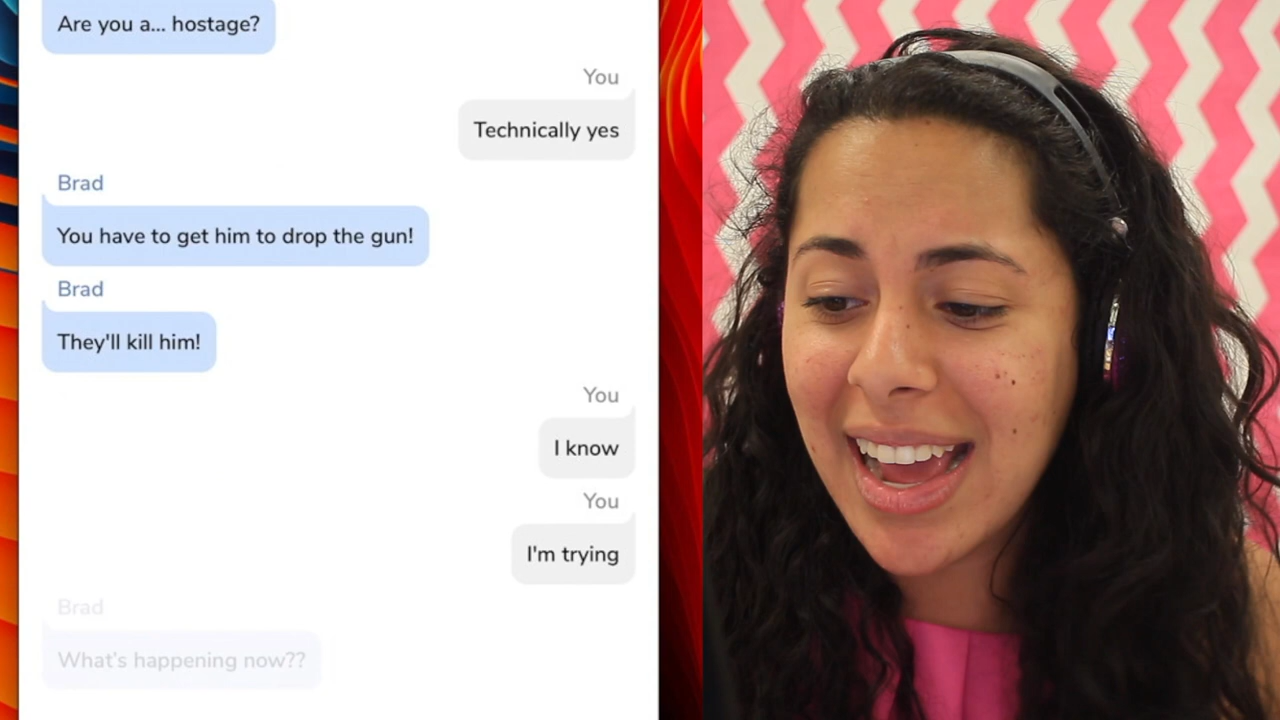 Are you a... hostage?
You
Technically yes
Brad
You have to get him to drop the gun!
Brad
They'll kill him!
You
I know
You
I'm trying
Brad
What's happening now??